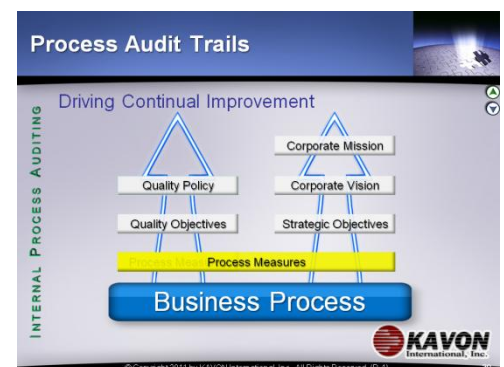 Process Audit Trails
Driving Continual Improvement
INTERNAL PROCESS AUDITING
Corporate Mission
Quality Policy
Corporate Vision
Quality Objectives
Strategic Objectives
Process Measures
Business Process
KAVON
International, Inc.